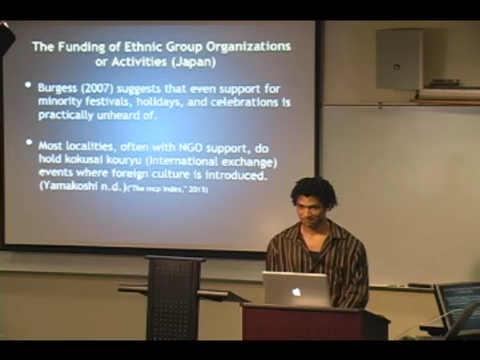 The Funding of Ethnic Group Organizations
or Activities (Japan)
Burgess (2007) suggests that even support for
minority festivals, holidays, and celebrations is
practically unheard of.
Most localities, often with NGO support, do
hold kokusai kouryu (international exchange)
events where foreign culture is introduced.
(Yamakoshi n.d.)("The mcp index," 2013)